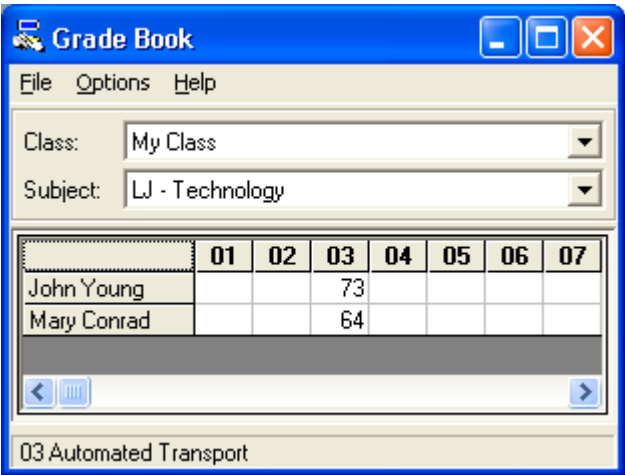 Grade Book
File Options Help
Class: My Class
Subject: LJ - Technology
01 02 03 04 05 06 07
John Young 73
Mary Conrad 64
03 Automated Transport